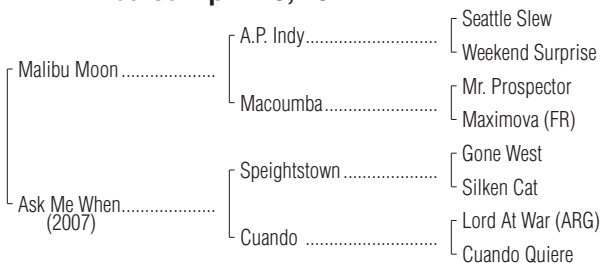 Malibu Moon ....................
A.P. Indy............................
Seattle Slew
Weekend Surprise
Macoumba........................
Mr. Prospector
Maximova (FR)
Ask Me When....................
(2007)
Speightstown ....................
Gone West
Silken Cat
Cuando ............................
Lord At War (ARG)
Cuando Quiere